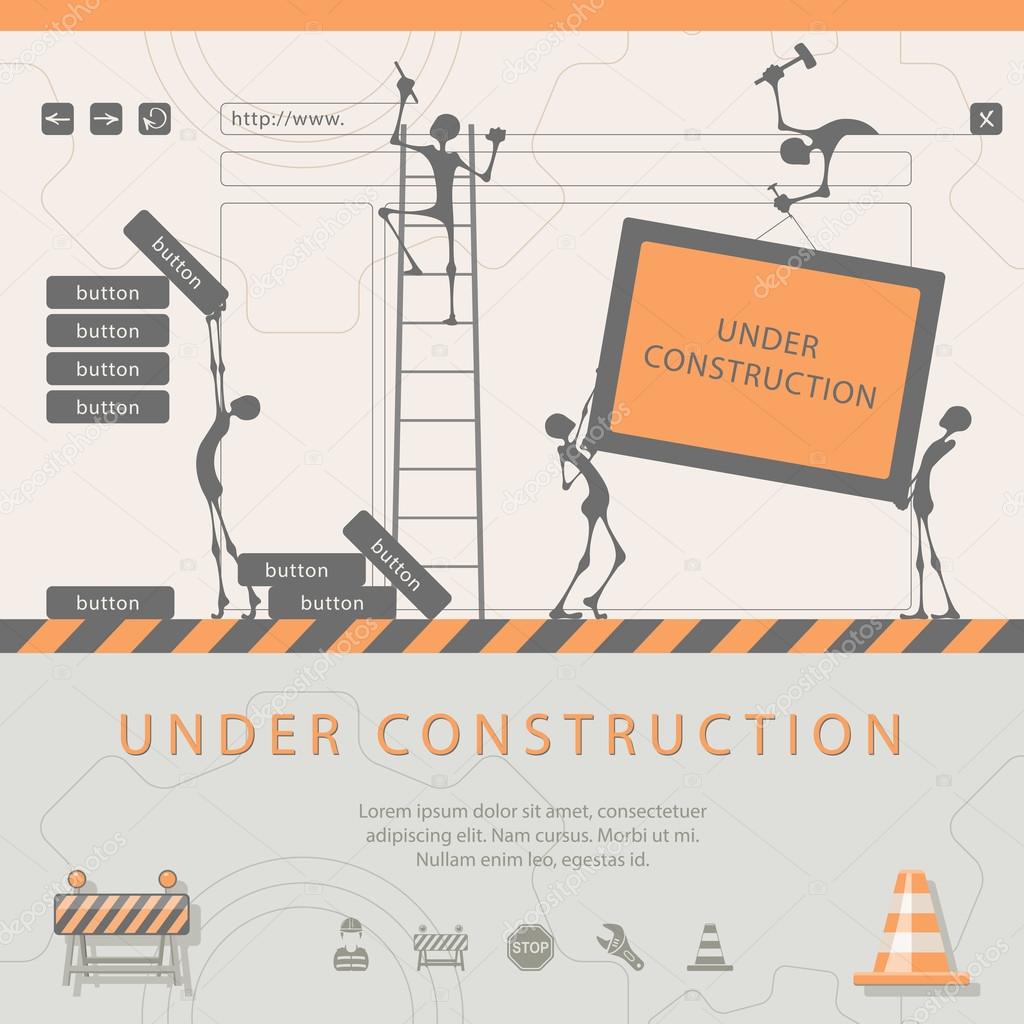 http://www.
X
button
button
button
button
button
UNDER
CONSTRUCTION
button
button
button
button
UNDER CONSTRUCTION
Lorem ipsum dolor sit amet, consectetuer
adipiscing elit. Nam cursus. Morbi ut mi.
Nullam enim leo, egestas id.
STOP
depositphotos